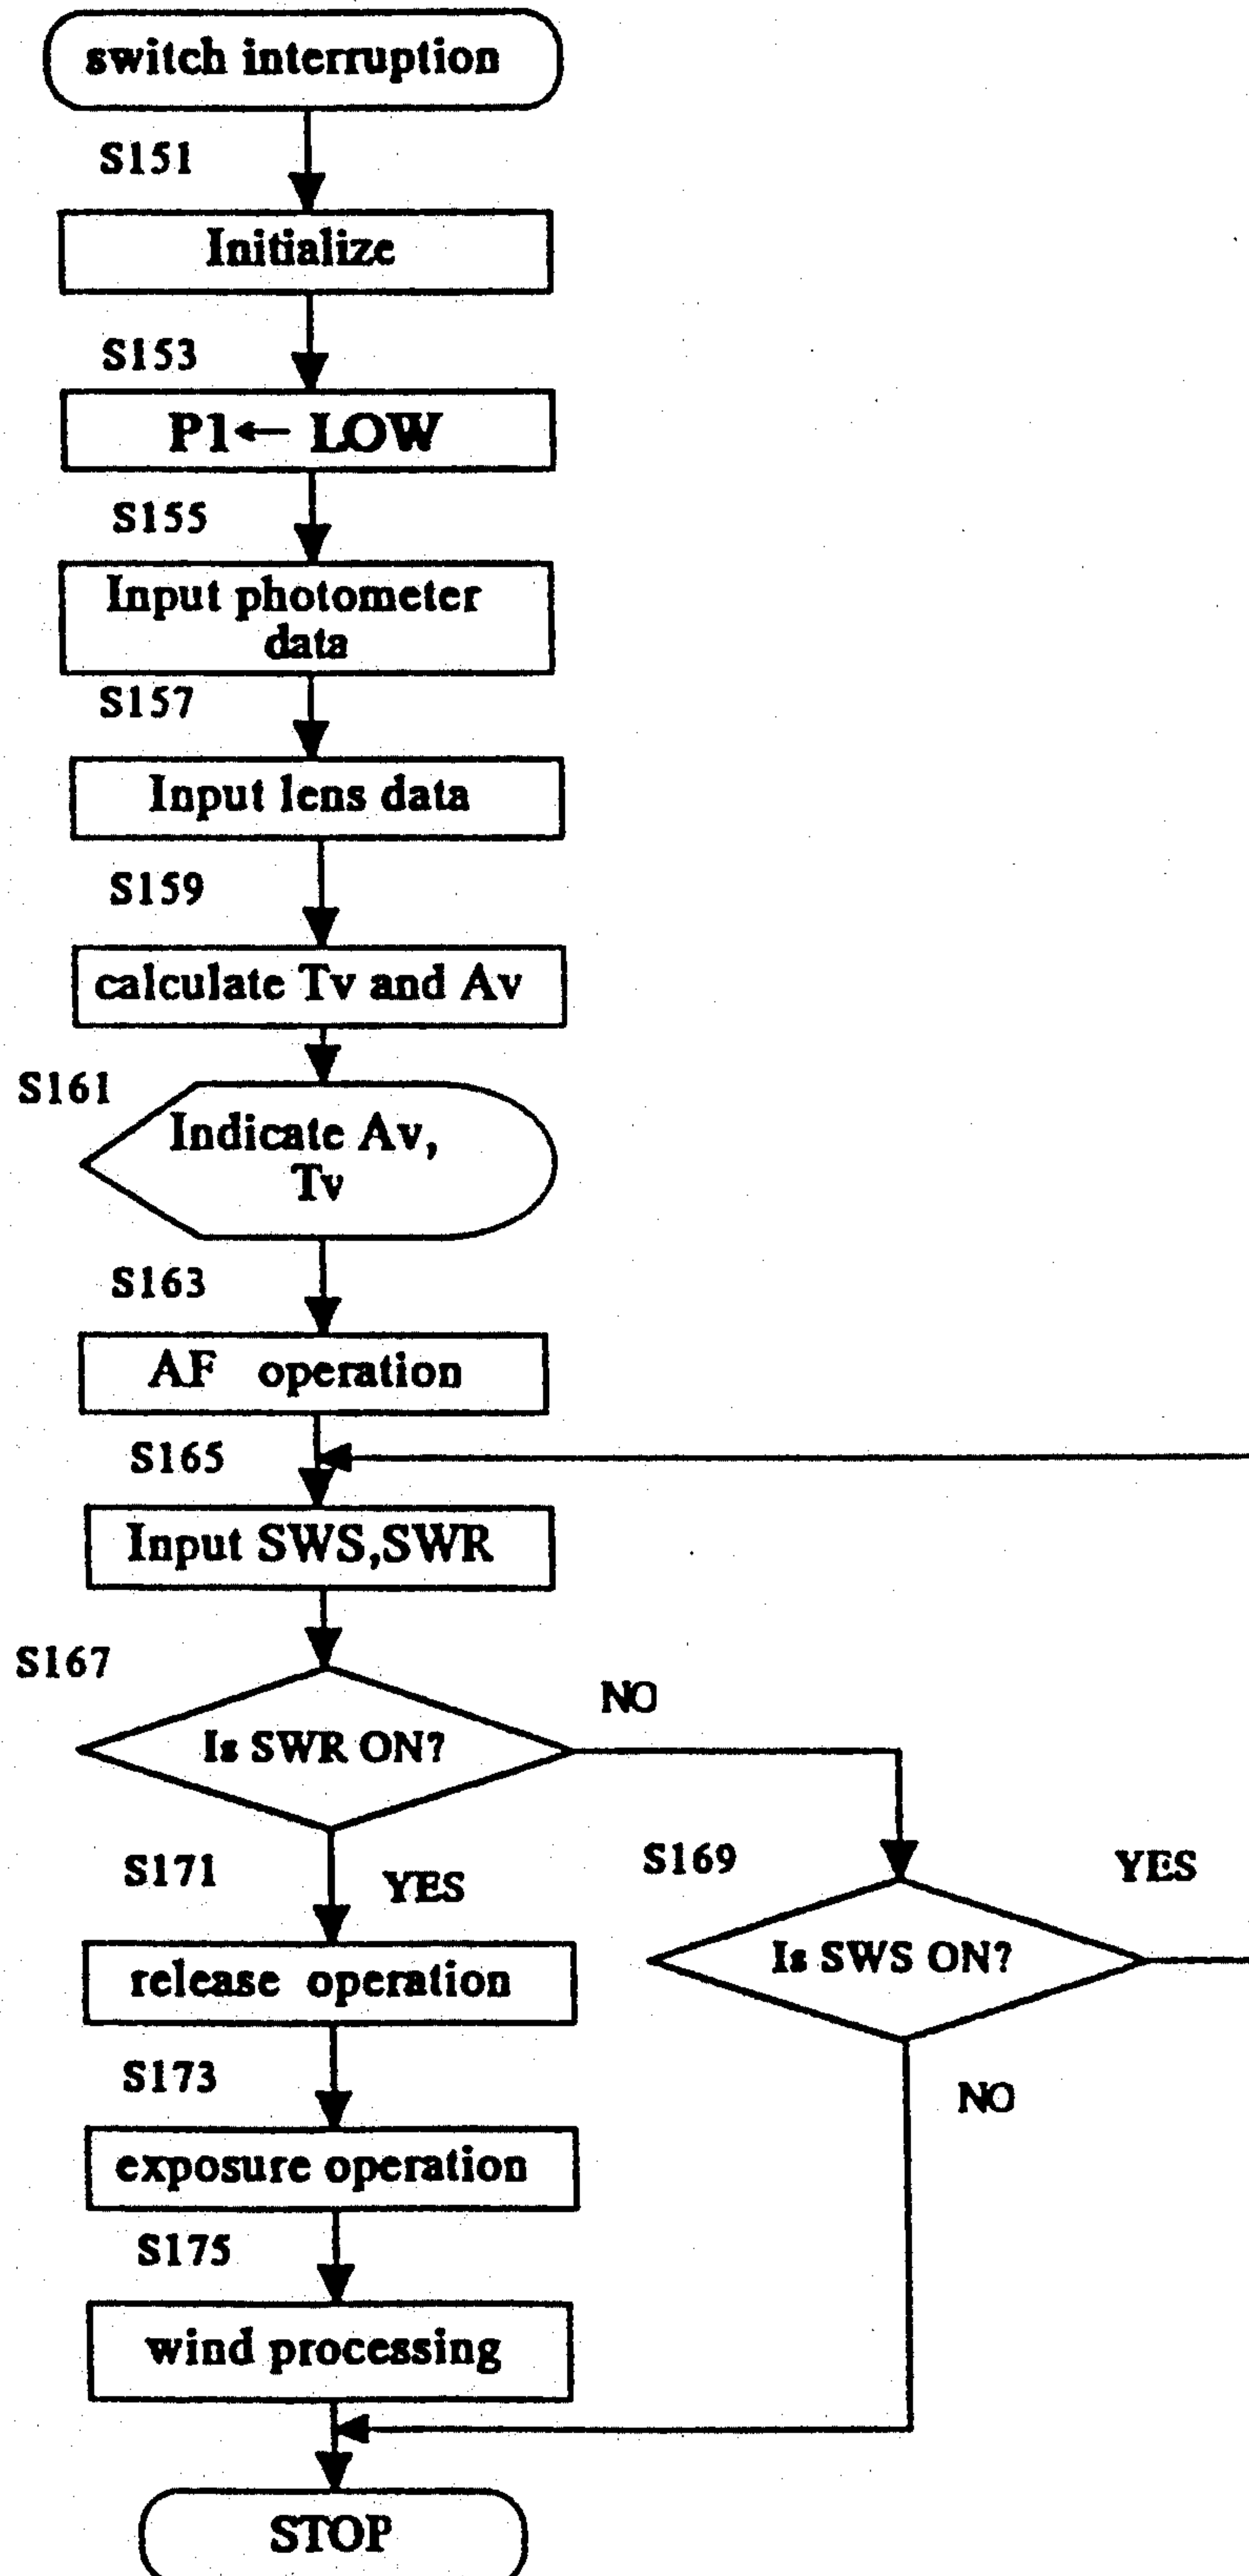 switch interruption
S151
Initialize
S153
P1← LOW
S155
Input photometer
data
S157
Input lens data
S159
calculate Tv and Av
S161
Indicate Av,
Tv
S163
AF operation
S165
Input SWS,SWR
S167
Is SWR ON?
NO
S169
Is SWS ON?
YES
NO
S171
YES
release operation
S173
exposure operation
S175
wind processing
STOP